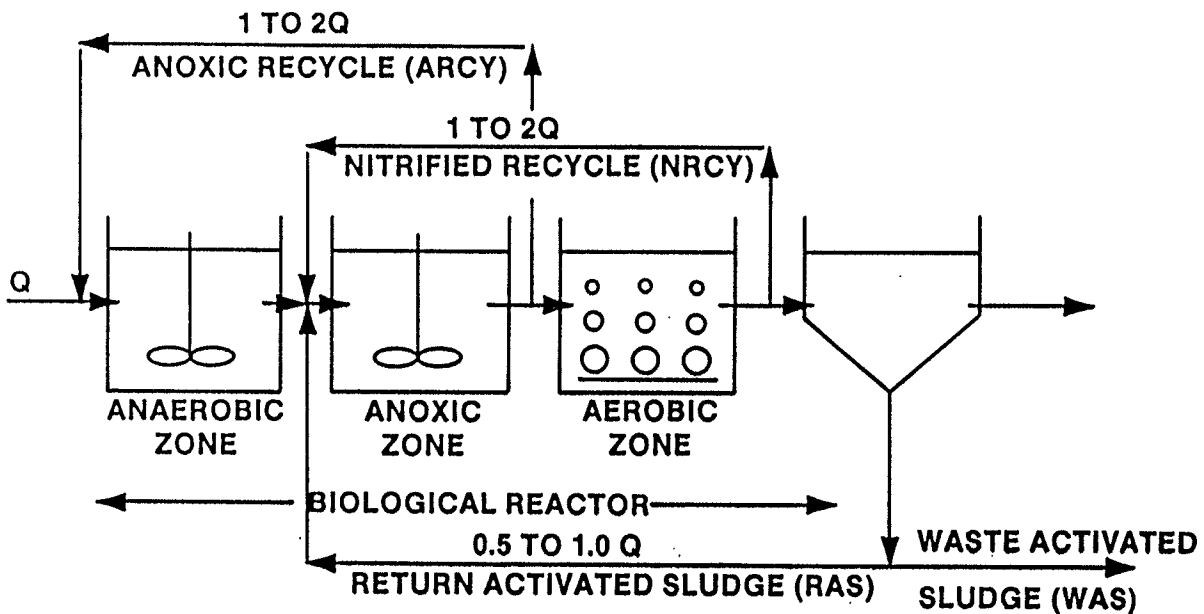 1 TO 2Q
ANOXIC RECYCLE (ARCY)
1 TO 2Q
NITRIFIED RECYCLE (NRCY)
Q
ANAEROBIC
ZONE
ANOXIC
ZONE
AEROBIC
ZONE
BIOLOGICAL REACTOR
0.5 TO 1.0 Q
RETURN ACTIVATED SLUDGE (RAS)
WASTE ACTIVATED
SLUDGE (WAS)